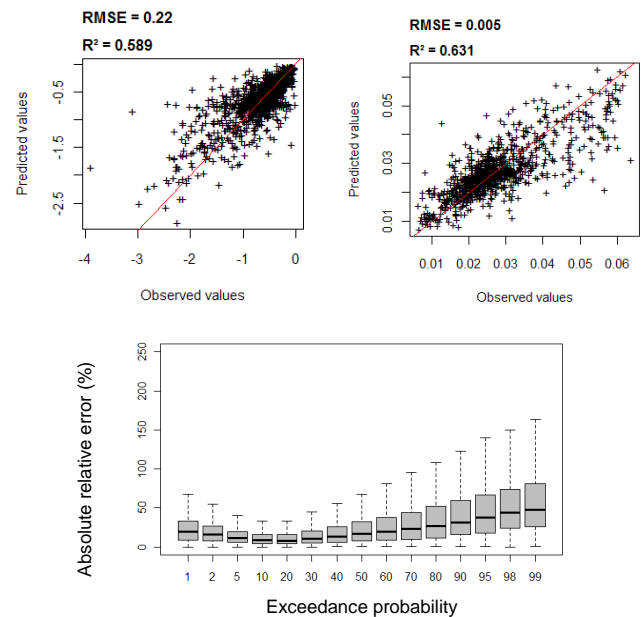 RMSE = 0.22
R² = 0.589
Predicted values
-0.5
-1.5
-2.5
-4 -3 -2 -1 0
Observed values
RMSE = 0.005
R² = 0.631
Predicted values
0.05
0.03
0.01
0.01 0.02 0.03 0.04 0.05 0.06
Observed values
Absolute relative error (%)
250
200
150
100
50
0
1 2 5 10 20 30 40 50 60 70 80 90 95 98 99
Exceedance probability